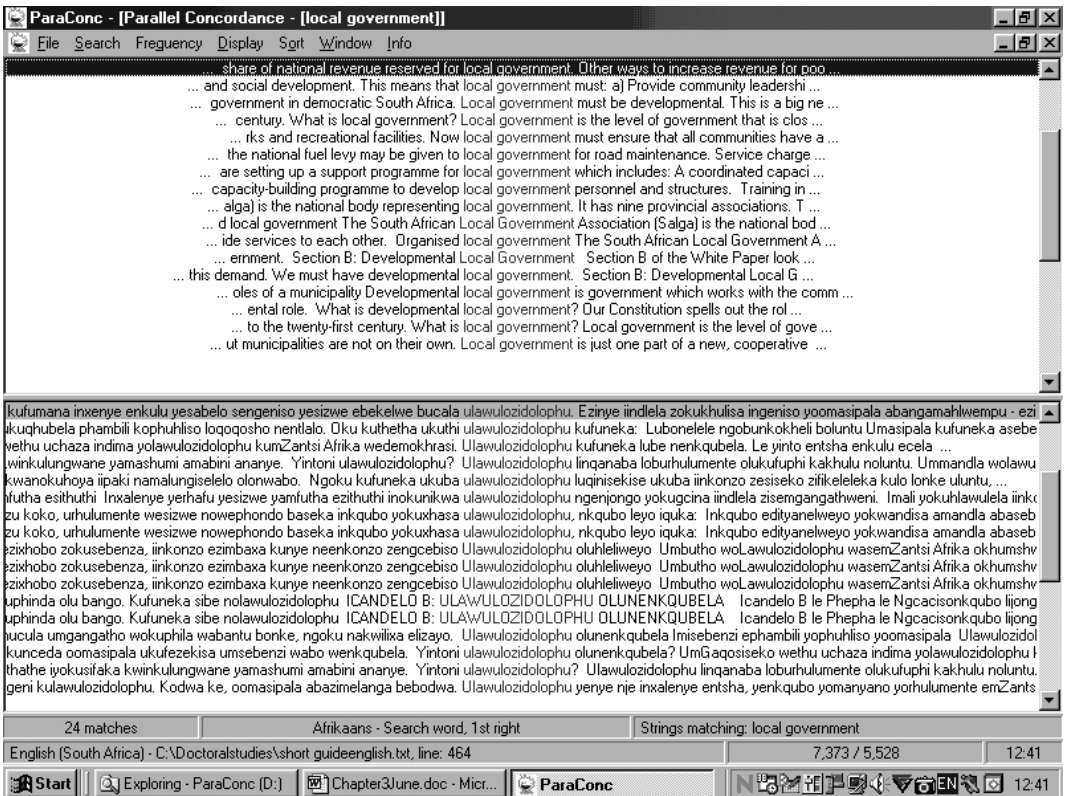 ParaConc - [Parallel Concordance - [local government]]
File Search Frequency Display Sort Window Info
... share of national revenue reserved for local government. Other ways to increase revenue for poo ...
... and social development. This means that local government must: a) Provide community leadershi ...
... government in democratic South Africa. Local government must be developmental. This is a big ne ...
... century. What is local government? Local government is the level of government that is clos ...
... rks and recreational facilities. Now local government must ensure that all communities have a ...
... the national fuel levy may be given to local government for road maintenance. Service charge ...
... are setting up a support programme for local government which includes: A coordinated capaci ...
... capacity-building programme to develop local government personnel and structures. Training in ...
... alga) is the national body representing local government. It has nine provincial associations. T ...
... d local government The South African Local Government Association (Salga) is the national bod ...
... ide services to each other. Organised local government The South African Local Government A ...
... ernment. Section B: Developmental Local Government Section B of the White Paper look ...
... this demand. We must have developmental local government. Section B: Developmental Local G ...
... oles of a municipality Developmental local government is government which works with the comm ...
... ental role. What is developmental local government? Our Constitution spells out the rol ...
... to the twenty-first century. What is local government? Local government is the level of gove ...
... ut municipalities are not on their own. Local government is just one part of a new, cooperative ...
kufumana inxenye enkulu yesabelo sengeniso yesizwe ebekelwe bucala ulawulozidolophu. Ezinye iindlela zokukhulisa ingeniso yoomasipala abangamahlwempu - ezi
ukuqhubela phambili kophuhliso loqoqosho nentlalo. Oku kuthetha ukuthi ulawulozidolophu kufuneka: Lubonelele ngobunkokheli boluntu Umasipala kufuneka asebe
wethu uchaza indima yolawulozidolophu kumZantsi Afrika wedemokhrasi. Ulawulozidolophu kufuneka lube nenkqubela. Le yinto entsha enkulu ecela ...
.winkulungwane yamashumi amabini ananye. Yintoni ulawulozidolophu? Ulawulozidolophu linqanaba loburhulumente olukufuphi kakhulu noluntu. Ummandla wolawu
kwanokuhoya iipaki namalungiselelo olonwabo. Ngoku kufuneka ukuba ulawulozidolophu luqinisekise ukuba iinkonzo zesiseko zifikeleleka kulo lonke uluntu, ...
nfutha esithuthi Inxalenye yerhafu yesizwe yamfutha ezithuthi inokunikwa ulawulozidolophu ngenjongo yokugcina iindlela zisemgangathweni. Imali yokuhlawulela iink
zu koko, urhulumente wesizwe nowephondo baseka inkqubo yokuxhasa ulawulozidolophu, nkqubo leyo iquka: Inkqubo edityanelweyo yokwandisa amandla abaseb
zu koko, urhulumente wesizwe nowephondo baseka inkqubo yokuxhasa ulawulozidolophu, nkqubo leyo iquka: Inkqubo edityanelweyo yokwandisa amandla abaseb
ezixhobo zokusebenza, iinkonzo ezimbaxa kunye neenkonzo zengcebiso Ulawulozidolophu oluhleliweyo Umbutho woLawulozidolophu wasemZantsi Afrika okhumshw
ezixhobo zokusebenza, iinkonzo ezimbaxa kunye neenkonzo zengcebiso Ulawulozidolophu oluhleliweyo Umbutho woLawulozidolophu wasemZantsi Afrika okhumshw
ezixhobo zokusebenza, iinkonzo ezimbaxa kunye neenkonzo zengcebiso Ulawulozidolophu oluhleliweyo Umbutho woLawulozidolophu wasemZantsi Afrika okhumshw
uphinda olu bango. Kufuneka sibe nolawulozidolophu ICANDELO B: ULAWULOZIDOLOPHU OLUNENKQUBELA Icandelo B le Phepha le Ngcacisonkqubo lijong
uphinda olu bango. Kufuneka sibe nolawulozidolophu ICANDELO B: ULAWULOZIDOLOPHU OLUNENKQUBELA Icandelo B le Phepha le Ngcacisonkqubo lijong
nucula umgangatho wokuphila wabantu bonke, ngoku nakwilixa elizayo. Ulawulozidolophu olunenkqubela Imisebenzi ephambili yophuhliso yoomasipala Ulawulozidol
kunceda oomasipala ukufezekisa umsebenzi wabo wenkqubela. Yintoni ulawulozidolophu olunenkqubela? UmGaqosiseko wethu uchaza indima yolawulozidolophu k
thathe iyokusifaka kwinkulungwane yamashumi amabini ananye. Yintoni ulawulozidolophu? Ulawulozidolophu linqanaba loburhulumente olukufuphi kakhulu noluntu.
geni kulawulozidolophu. Kodwa ke, oomasipala abazimelanga bebodwa. Ulawulozidolophu yenye nje inxalenye entsha, yenkqubo yomanyano yorhulumente emZants
24 matches Afrikaans - Search word, 1st right Strings matching: local government
English (South Africa) - C:\Doctoralstudies\short guideenglish.txt, line: 464 7,373 / 5,528 12:41
Start Exploring - ParaConc (D:) Chapter3June.doc - Micr... ParaConc EN 12:41